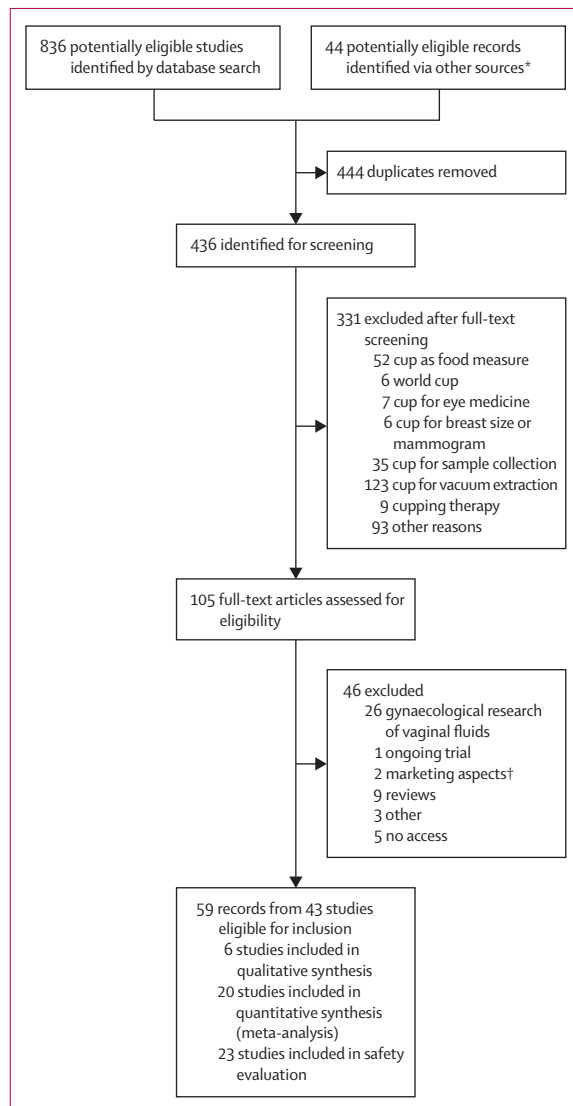 836 potentially eligible studies
identified by database search
44 potentially eligible records
identified via other sources*
444 duplicates removed
436 identified for screening
331 excluded after full-text
screening
52 cup as food measure
6 world cup
7 cup for eye medicine
6 cup for breast size or
mammogram
35 cup for sample collection
123 cup for vacuum extraction
9 cupping therapy
93 other reasons
105 full-text articles assessed for
eligibility
46 excluded
26 gynaecological research
of vaginal fluids
1 ongoing trial
2 marketing aspects†
9 reviews
3 other
5 no access
59 records from 43 studies
eligible for inclusion
6 studies included in
qualitative synthesis
20 studies included in
quantitative synthesis
(meta-analysis)
23 studies included in safety
evaluation